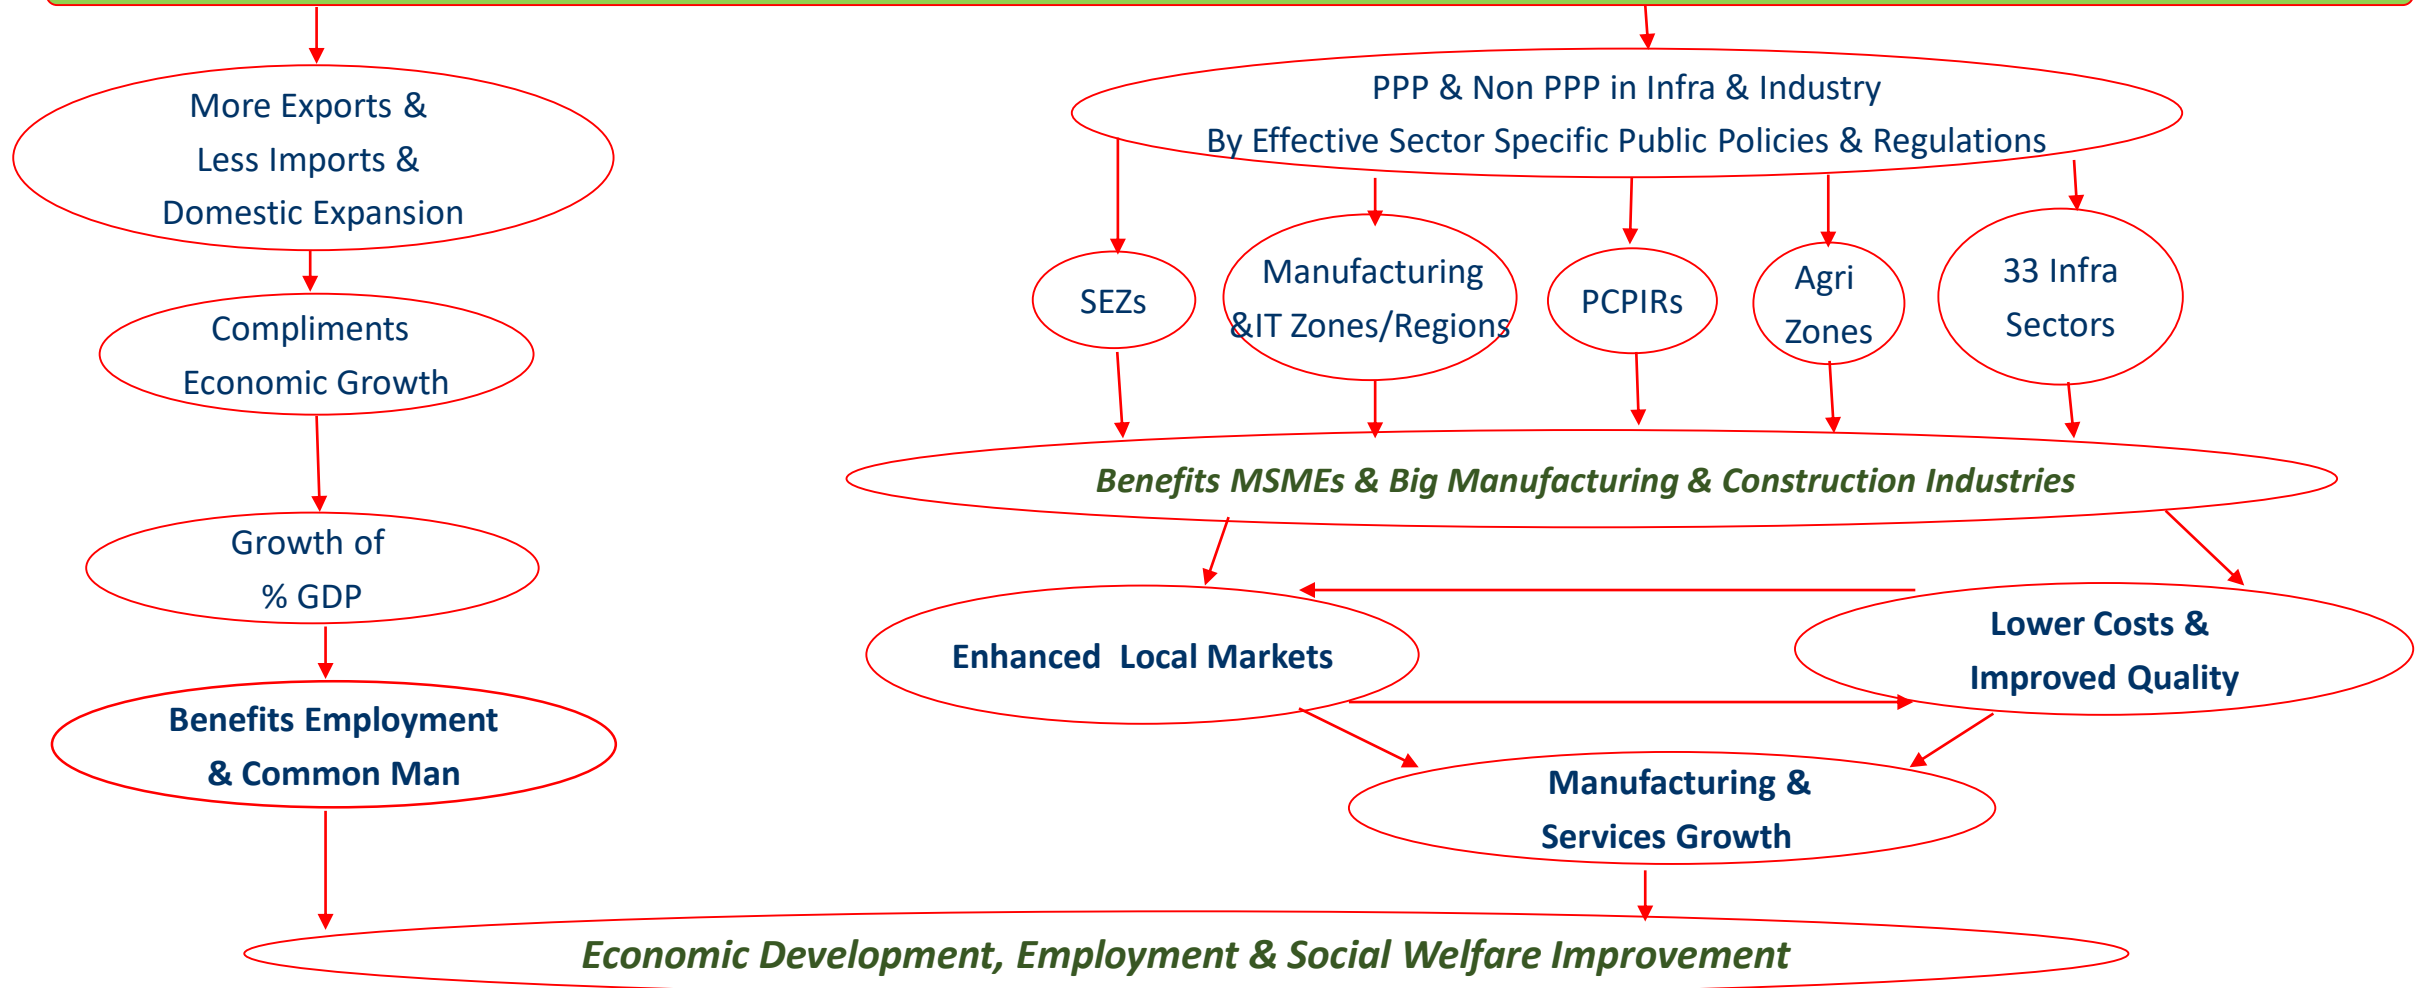 More Exports &
Less Imports &
Domestic Expansion
Compliments
Economic Growth
Growth of
% GDP
Benefits Employment
& Common Man
PPP & Non PPP in Infra & Industry
By Effective Sector Specific Public Policies & Regulations
SEZs
Manufacturing
&IT Zones/Regions
PCPIRs
Agri
Zones
33 Infra
Sectors
Benefits MSMEs & Big Manufacturing & Construction Industries
Enhanced  Local Markets
Lower Costs &
Improved Quality
Manufacturing &
Services Growth
Economic Development, Employment & Social Welfare Improvement